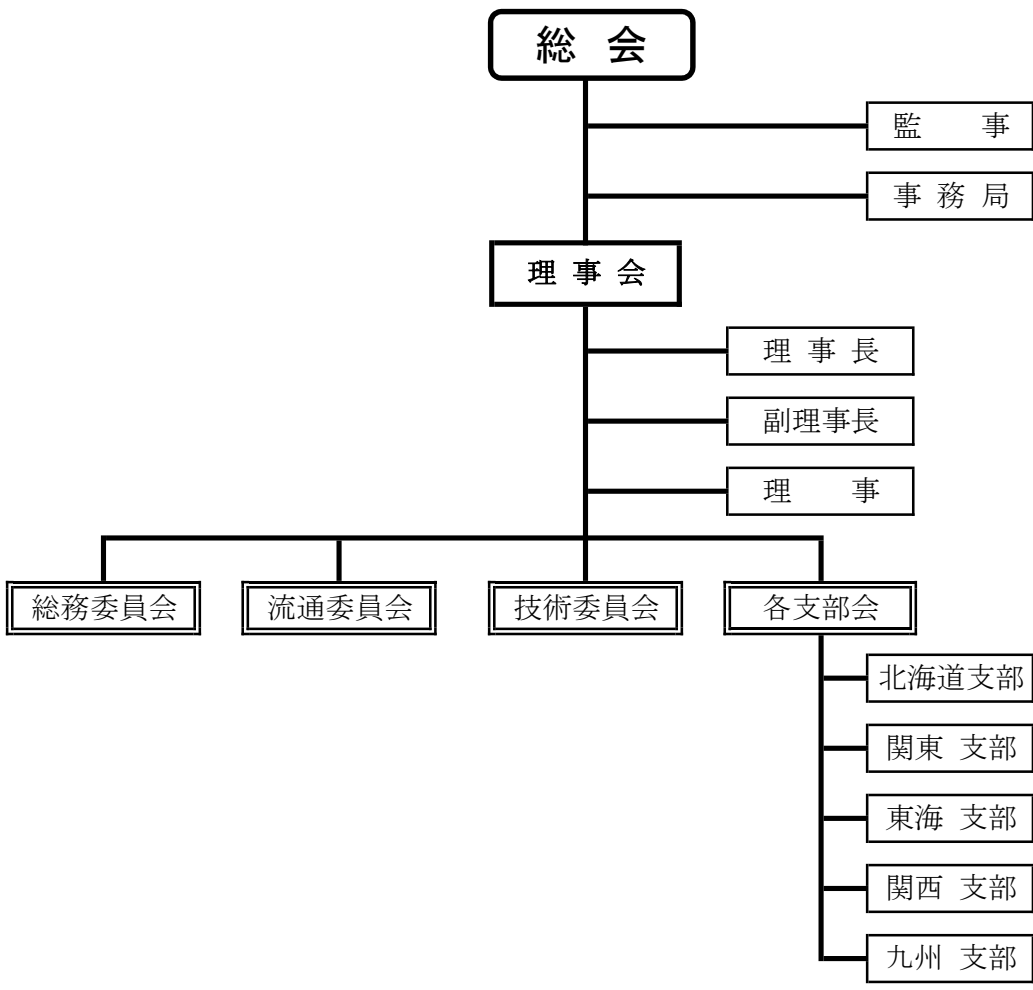 総 会
監 事
事 務 局
理 事 会
理 事 長
副理事長
理 事
総務委員会 流通委員会 技術委員会 各支部会
北海道支部
関東 支部
東海 支部
関西 支部
九州 支部